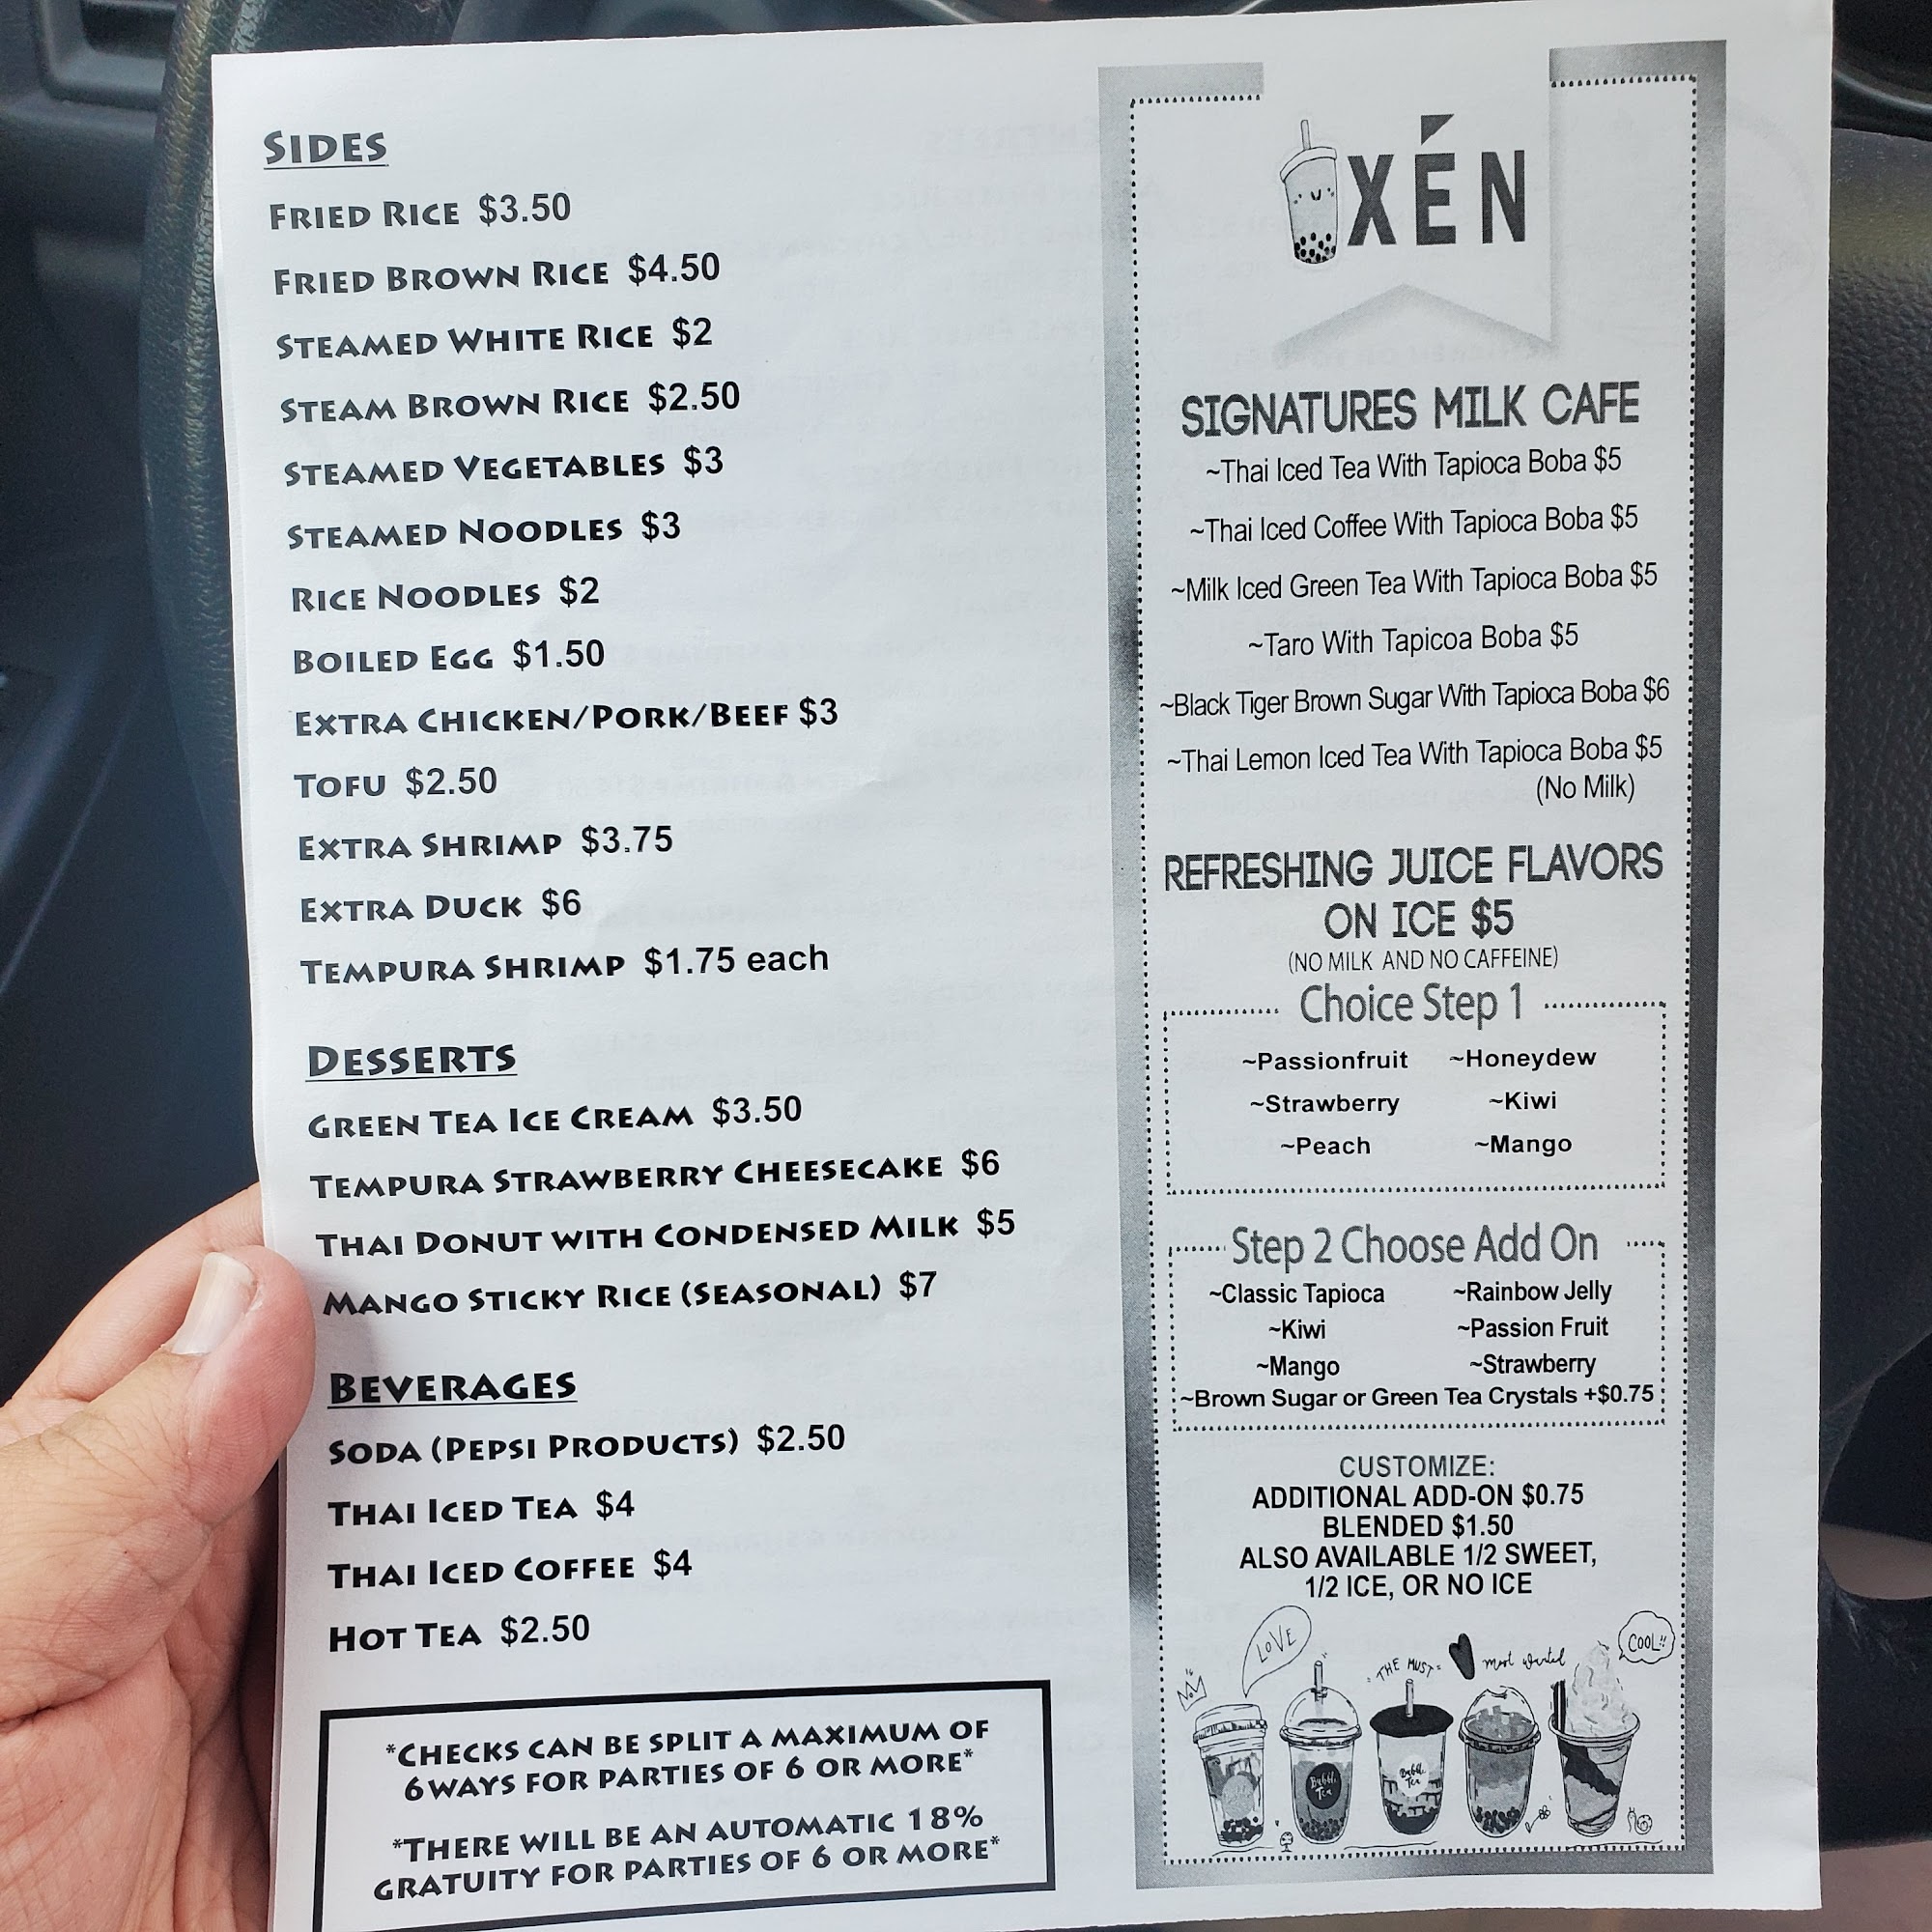 SIDES
FRIED RICE $3.50
FRIED BROWN RICE $4.50
STEAMED WHITE RICE $2
STEAM BROWN RICE $2.50
STEAMED VEGETABLES $3
STEAMED NOODLES $3
RICE NOODLES $2
BOILED EGG $1.50
EXTRA CHICKEN/PORK/BEEF $3
TOFU $2.50
EXTRA SHRIMP $3.75
EXTRA DUCK $6
TEMPURA SHRIMP $1.75 each
DESSERTS
GREEN TEA ICE CREAM $3.50
TEMPURA STRAWBERRY CHEESECAKE $6
THAI DONUT WITH CONDENSED MILK $5
MANGO STICKY RICE (SEASONAL) $7
BEVERAGES
SODA (PEPSI PRODUCTS) $2.50
THAI ICED TEA $4
THAI ICED COFFEE $4
HOT TEA $2.50
*CHECKS CAN BE SPLIT A MAXIMUM OF
6WAYS FOR PARTIES OF 6 OR MORE*
*THERE WILL BE AN AUTOMATIC 18%
GRATUITY FOR PARTIES OF 6 OR MORE*
XÉN
SIGNATURES MILK CAFE
~Thai Iced Tea With Tapioca Boba $5
~Thai Iced Coffee With Tapioca Boba $5
~Milk Iced Green Tea With Tapioca Boba $5
~Taro With Tapicoa Boba $5
~Black Tiger Brown Sugar With Tapioca Boba $6
~Thai Lemon Iced Tea With Tapioca Boba $5
(No Milk)
REFRESHING JUICE FLAVORS
ON ICE $5
(NO MILK AND NO CAFFEINE)
Choice Step 1
~Passionfruit ~Honeydew
~Strawberry ~Kiwi
~Peach ~Mango
Step 2 Choose Add On
~Classic Tapioca ~Rainbow Jelly
~Kiwi ~Passion Fruit
~Mango ~Strawberry
~Brown Sugar or Green Tea Crystals +$0.75
CUSTOMIZE:
ADDITIONAL ADD-ON $0.75
BLENDED $1.50
ALSO AVAILABLE 1/2 SWEET,
1/2 ICE, OR NO ICE
LOVE
THE MUST
most wanted
COOL!!
Bubble
Tea
Bubble
Tea